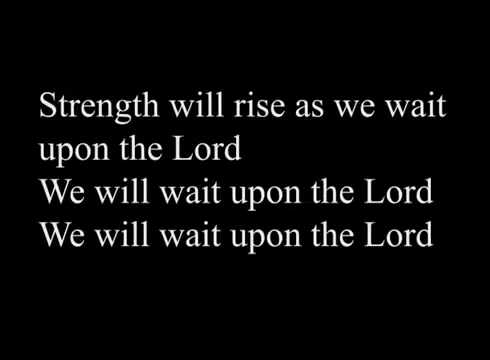 Strength will rise as we wait
upon the Lord
We will wait upon the Lord
We will wait upon the Lord